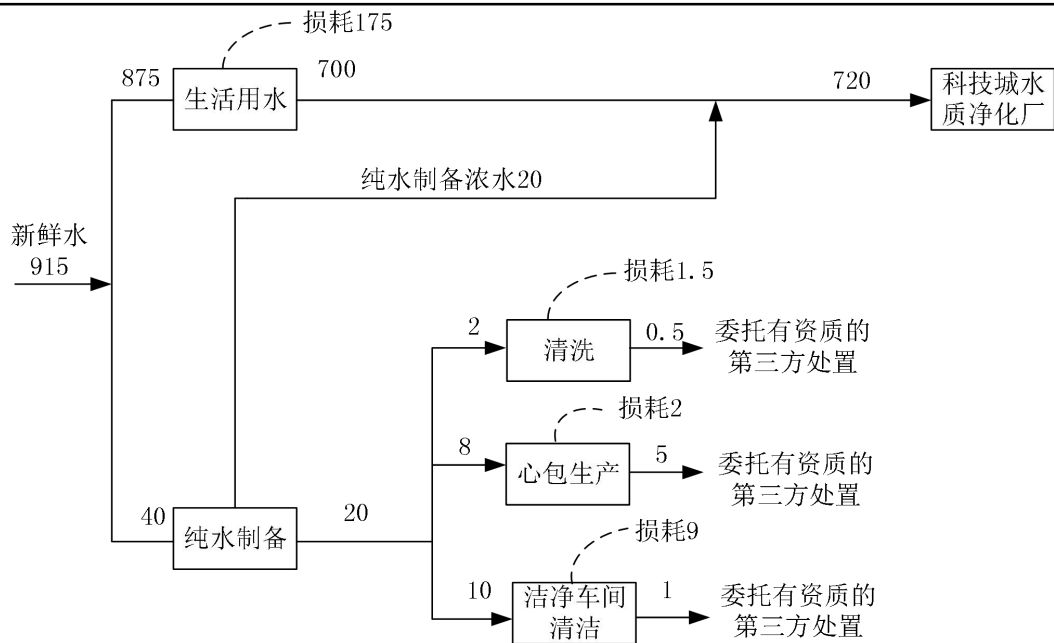 损耗175
875
生活用水
700
720
科技城水
质净化厂
纯水制备浓水20
新鲜水
915
损耗1.5
2
清洗
0.5
委托有资质的
第三方处置
损耗2
8
心包生产
5
委托有资质的
第三方处置
40
纯水制备
20
损耗9
10
洁净车间
清洁
1
委托有资质的
第三方处置